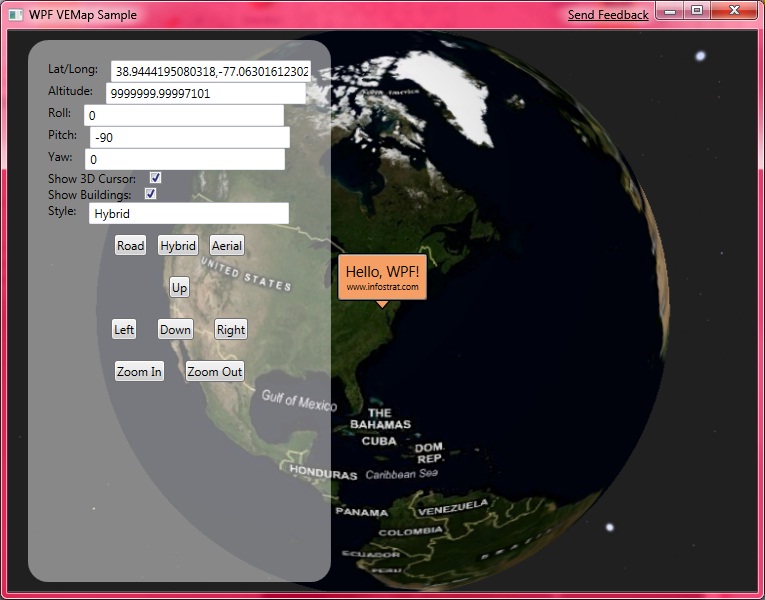 WPF VEMap Sample
Send Feedback
Lat/Long: 38.9444195080318,-77.06301612302
Altitude: 9999999.99997101
Roll: 0
Pitch: -90
Yaw: 0
Show 3D Cursor:
Show Buildings:
Style: Hybrid
Road Hybrid Aerial
Up
Left Down Right
Zoom In Zoom Out
Hello, WPF!
www.infostrat.com
UNITED STATES
Gulf of Mexico
THE
BAHAMAS
CUBA
DOM.
REP.
HONDURAS
Caribbean Sea
PANAMA
VENEZUELA
COLOMBIA
ECUADOR
PERU
BRAZIL